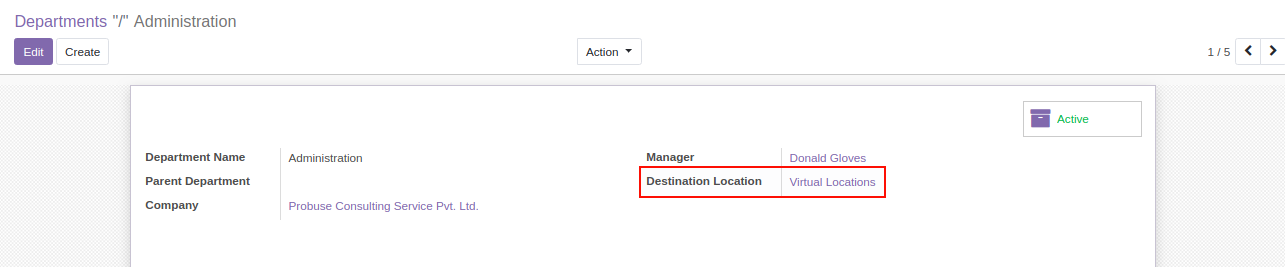 Departments "/" Administration
Edit Create Action 1 / 5
Active
Department Name Administration Manager Donald Gloves
Parent Department Destination Location Virtual Locations
Company Probuse Consulting Service Pvt. Ltd.